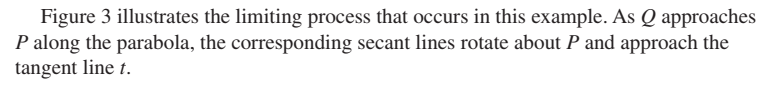 Figure 3 illustrates the limiting process that occurs in this example. As Q approaches
P along the parabola, the corresponding secant lines rotate about P and approach the
tangent line t.